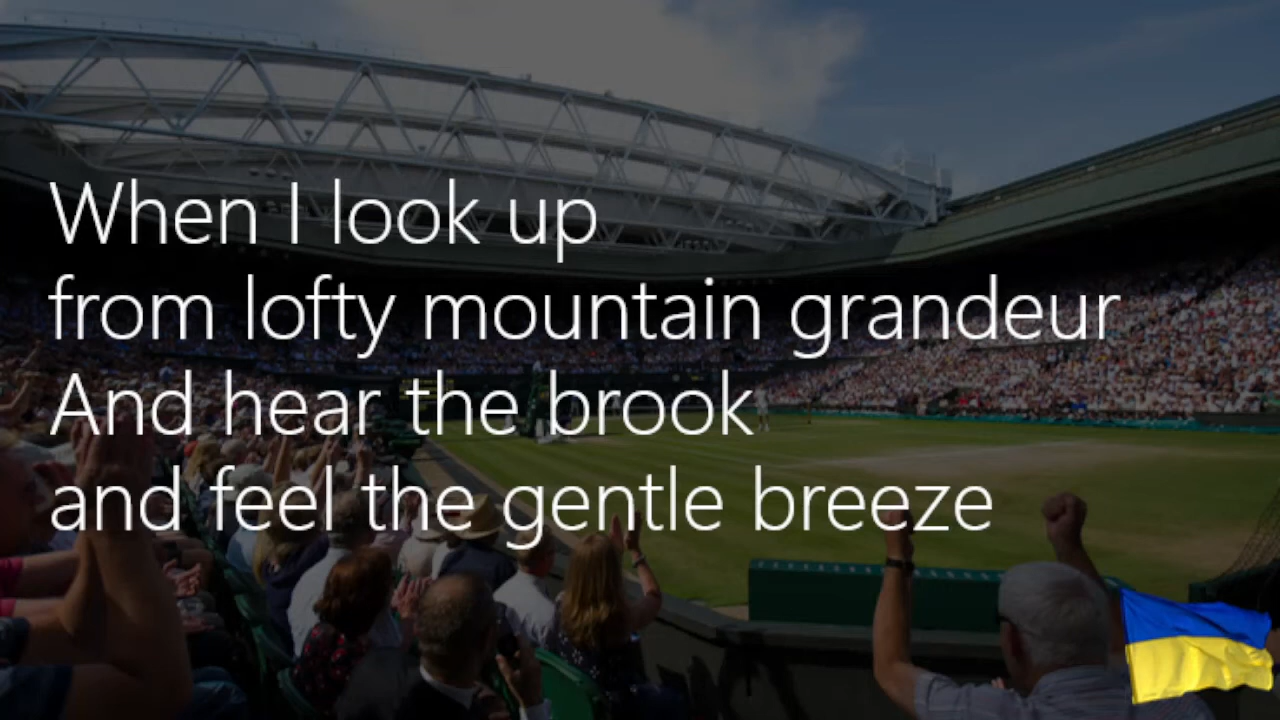 When I look up
from lofty mountain grandeur
And hear the brook
and feel the gentle breeze